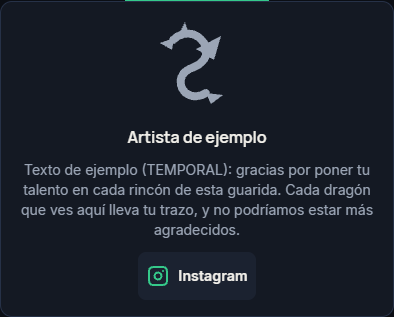 Artista de ejemplo
Texto de ejemplo (TEMPORAL): gracias por poner tu
talento en cada rincón de esta guarida. Cada dragón
que ves aquí lleva tu trazo, y no podríamos estar más
agradecidos.
Instagram